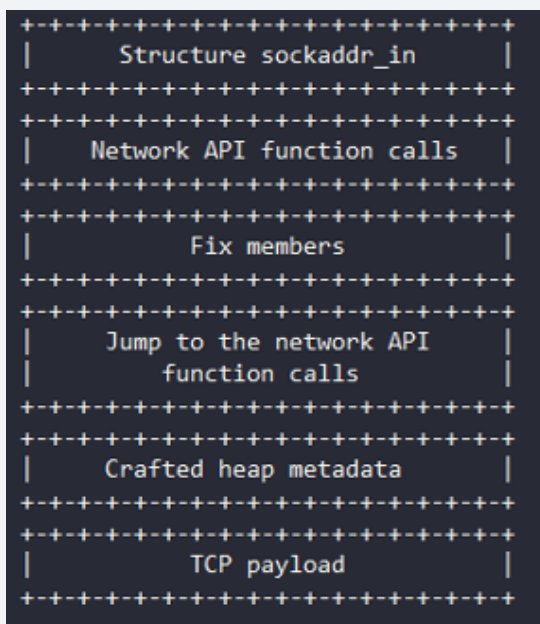 +-+-+-+-+-+-+-+-+-+-+-+-+-+-+-+-+-+
| Structure sockaddr_in |
+-+-+-+-+-+-+-+-+-+-+-+-+-+-+-+-+-+
+-+-+-+-+-+-+-+-+-+-+-+-+-+-+-+-+-+
| Network API function calls |
+-+-+-+-+-+-+-+-+-+-+-+-+-+-+-+-+-+
+-+-+-+-+-+-+-+-+-+-+-+-+-+-+-+-+-+
| Fix members |
+-+-+-+-+-+-+-+-+-+-+-+-+-+-+-+-+-+
+-+-+-+-+-+-+-+-+-+-+-+-+-+-+-+-+-+
| Jump to the network API |
| function calls |
+-+-+-+-+-+-+-+-+-+-+-+-+-+-+-+-+-+
+-+-+-+-+-+-+-+-+-+-+-+-+-+-+-+-+-+
| Crafted heap metadata |
+-+-+-+-+-+-+-+-+-+-+-+-+-+-+-+-+-+
+-+-+-+-+-+-+-+-+-+-+-+-+-+-+-+-+-+
| TCP payload |
+-+-+-+-+-+-+-+-+-+-+-+-+-+-+-+-+-+